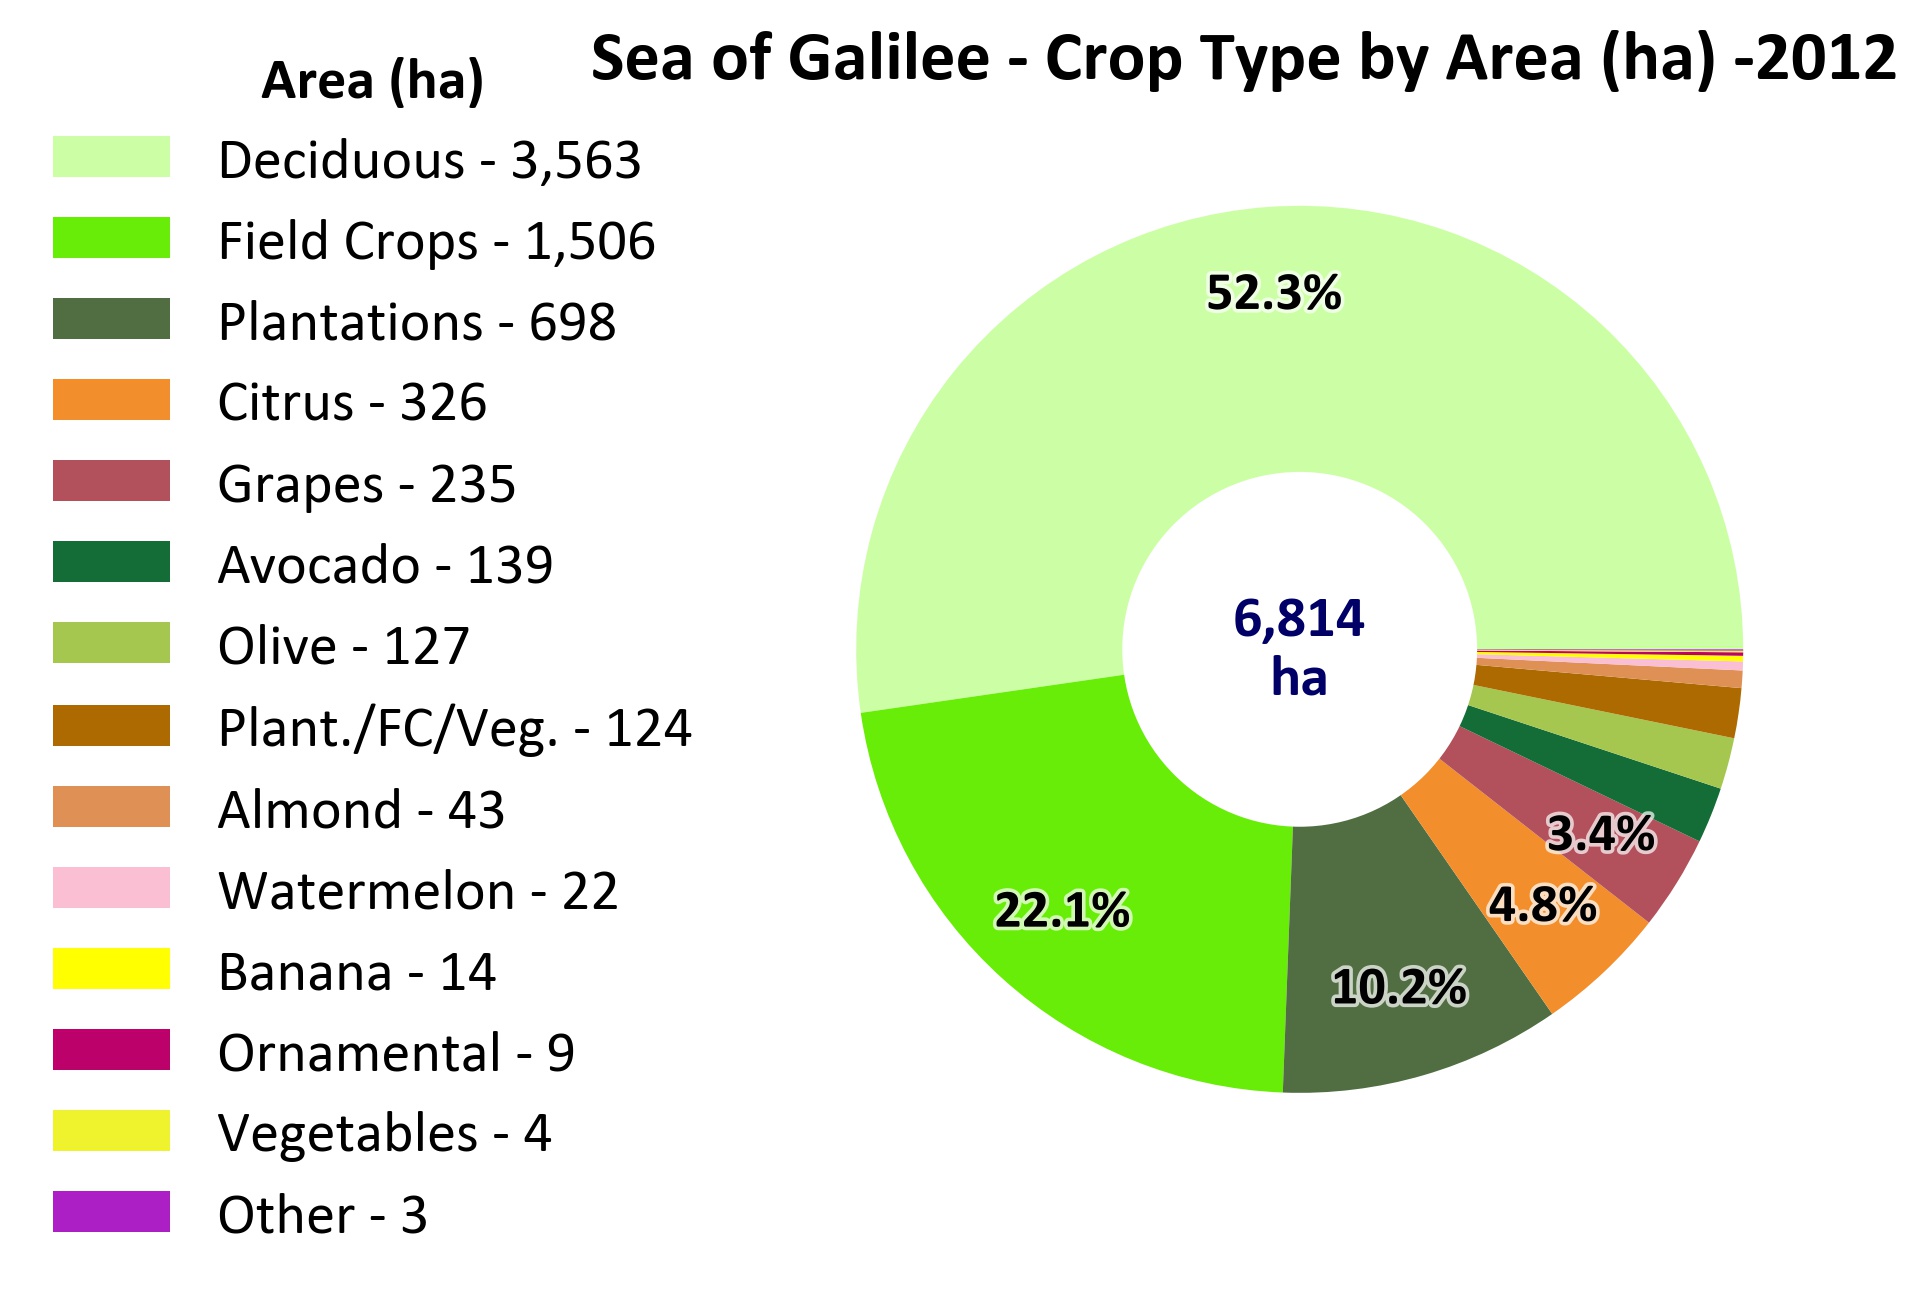 Sea of Galilee - Crop Type by Area (ha) -2012
Area (ha)
Deciduous - 3,563
Field Crops - 1,506
Plantations - 698
Citrus - 326
Grapes - 235
Avocado - 139
Olive - 127
Plant./FC/Veg. - 124
Almond - 43
Watermelon - 22
Banana - 14
Ornamental - 9
Vegetables - 4
Other - 3
52.3%
6,814
ha
3.4%
4.8%
22.1%
10.2%